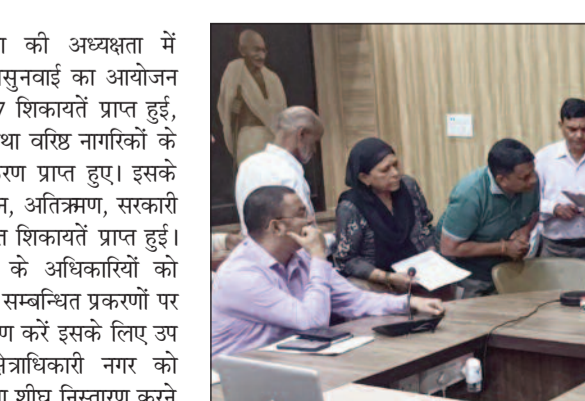 की अध्यक्षता में
सुनवाई का आयोजन
7 शिकायतें प्राप्त हुई,
था वरिष्ठ नागरिकों के
रण प्राप्त हुए। इसके
न, अतिक्रमण, सरकारी
त शिकायतें प्राप्त हुई।
के अधिकारियों को
सम्बन्धित प्रकरणों पर
ण करें इसके लिए उप
क्षेत्राधिकारी नगर को
शीघ्र निस्तारण करने